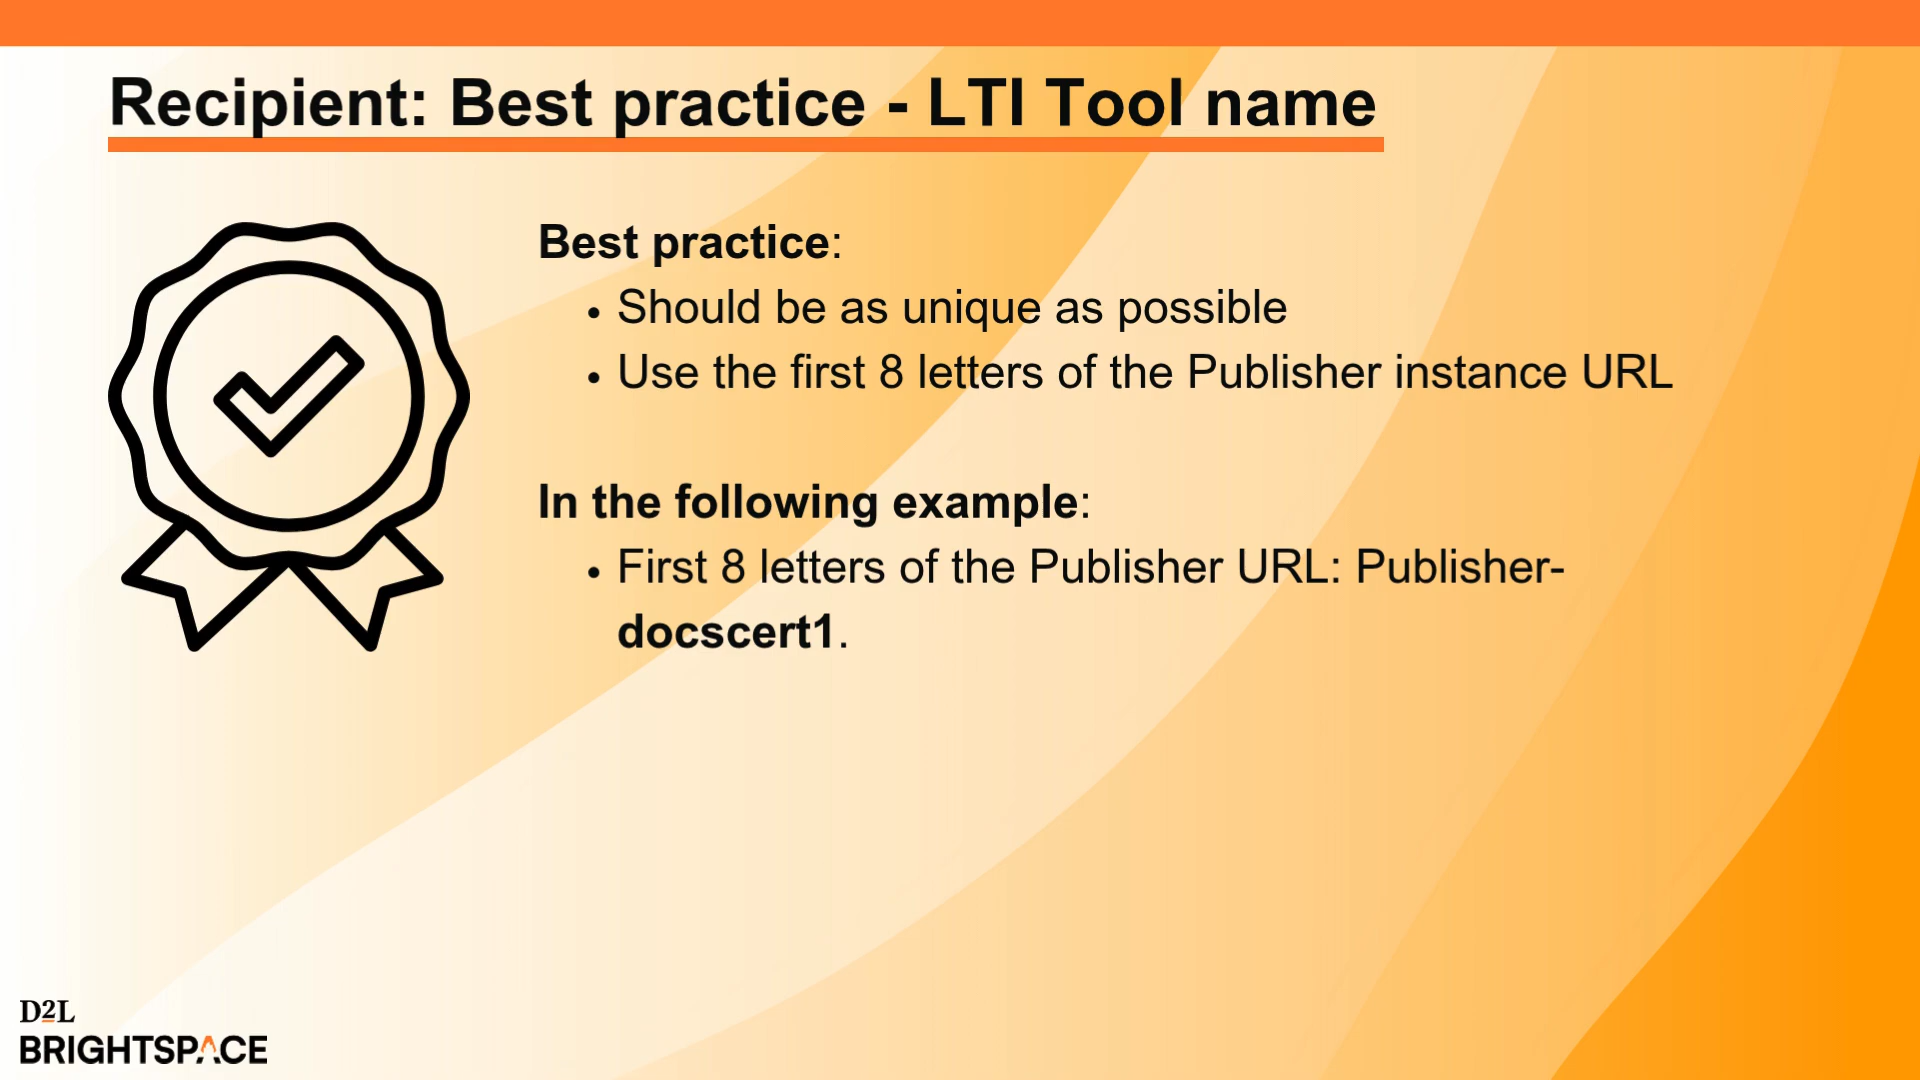 Recipient: Best practice - LTI Tool name
Best practice:
• Should be as unique as possible
• Use the first 8 letters of the Publisher instance URL
In the following example:
• First 8 letters of the Publisher URL: Publisher-
docscert1.
D2L
BRIGHTSPACE